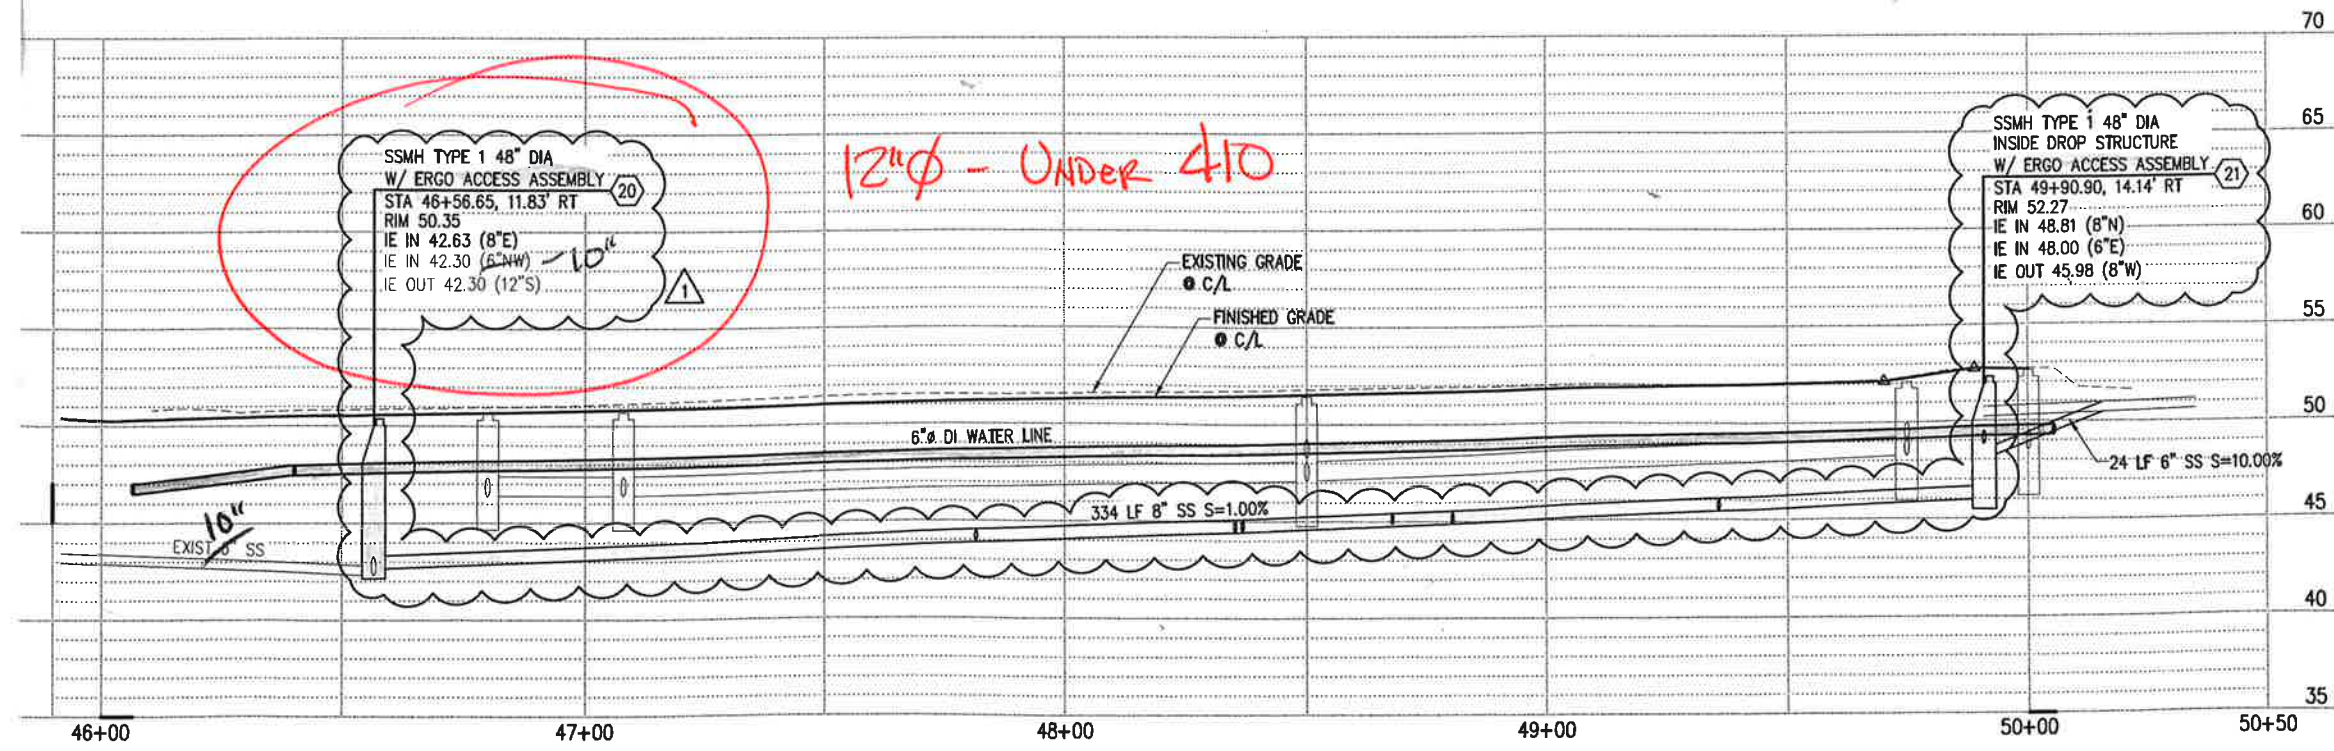 70
65
60
55
50
45
40
35
SSMH TYPE 1 48" DIA
W/ ERGO ACCESS ASSEMBLY
20
STA 46+56.65, 11.83' RT
RIM 50.35
IE IN 42.63 (8"E)
IE IN 42.30 (6"NW) - 10"
IE OUT 42.30 (12"S)
1
12"Ø - UNDER 410
SSMH TYPE 1 48" DIA
INSIDE DROP STRUCTURE
W/ ERGO ACCESS ASSEMBLY
21
STA 49+90.90, 14.14' RT
RIM 52.27
IE IN 48.81 (8"N)
IE IN 48.00 (6"E)
IE OUT 45.98 (8"W)
EXISTING GRADE
@ C/L
FINISHED GRADE
@ C/L
6"ø DI WATER LINE
24 LF 6" SS S=10.00%
334 LF 8" SS S=1.00%
10"
EXIST 8" SS
46+00
47+00
48+00
49+00
50+00
50+50